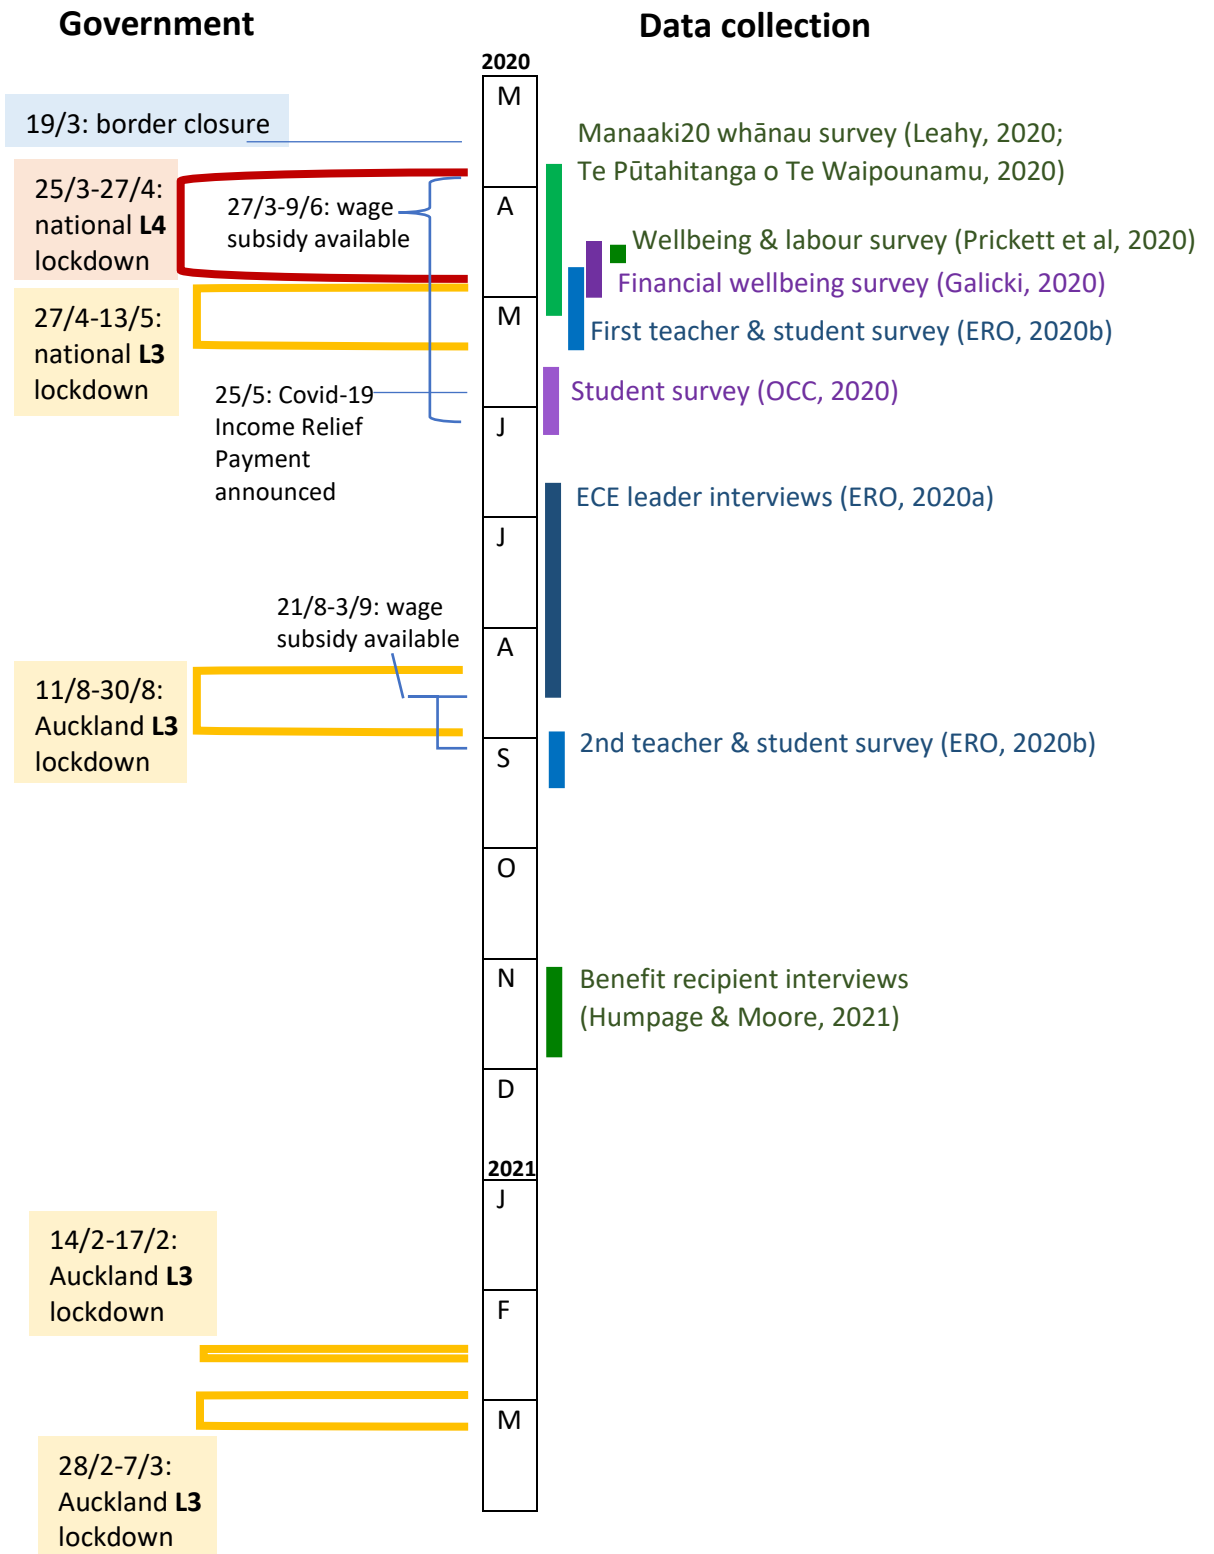 Government
Data collection
2020
M
19/3: border closure
Manaaki20 whānau survey (Leahy, 2020;
Te Pūtahitanga o Te Waipounamu, 2020)
25/3-27/4:
national L4
lockdown
27/3-9/6: wage
subsidy available
A
Wellbeing & labour survey (Prickett et al, 2020)
Financial wellbeing survey (Galicki, 2020)
27/4-13/5:
national L3
lockdown
M
First teacher & student survey (ERO, 2020b)
25/5: Covid-19
Income Relief
Payment
announced
Student survey (OCC, 2020)
J
ECE leader interviews (ERO, 2020a)
J
21/8-3/9: wage
subsidy available
A
11/8-30/8:
Auckland L3
lockdown
S
2nd teacher & student survey (ERO, 2020b)
O
N
Benefit recipient interviews
(Humpage & Moore, 2021)
D
2021
J
14/2-17/2:
Auckland L3
lockdown
F
M
28/2-7/3:
Auckland L3
lockdown